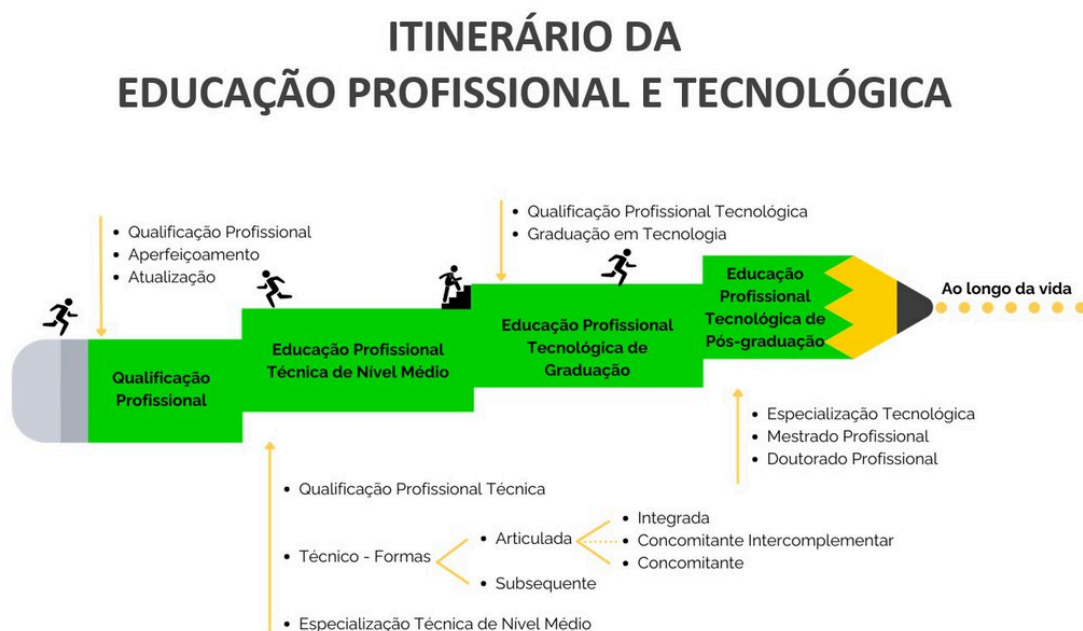 ITINERÁRIO DA
EDUCAÇÃO PROFISSIONAL E TECNOLÓGICA
Qualificação Profissional
Aperfeiçoamento
Atualização
Qualificação Profissional Tecnológica
Graduação em Tecnologia
Qualificação
Profissional
Educação Profissional
Técnica de Nível Médio
Educação Profissional
Tecnológica de
Graduação
Educação
Profissional
Tecnológica de
Pós-graduação
Ao longo da vida
Qualificação Profissional Técnica
Técnico - Formas
Articulada
Subsequente
Integrada
Concomitante Intercomplementar
Concomitante
Especialização Técnica de Nível Médio
Especialização Tecnológica
Mestrado Profissional
Doutorado Profissional